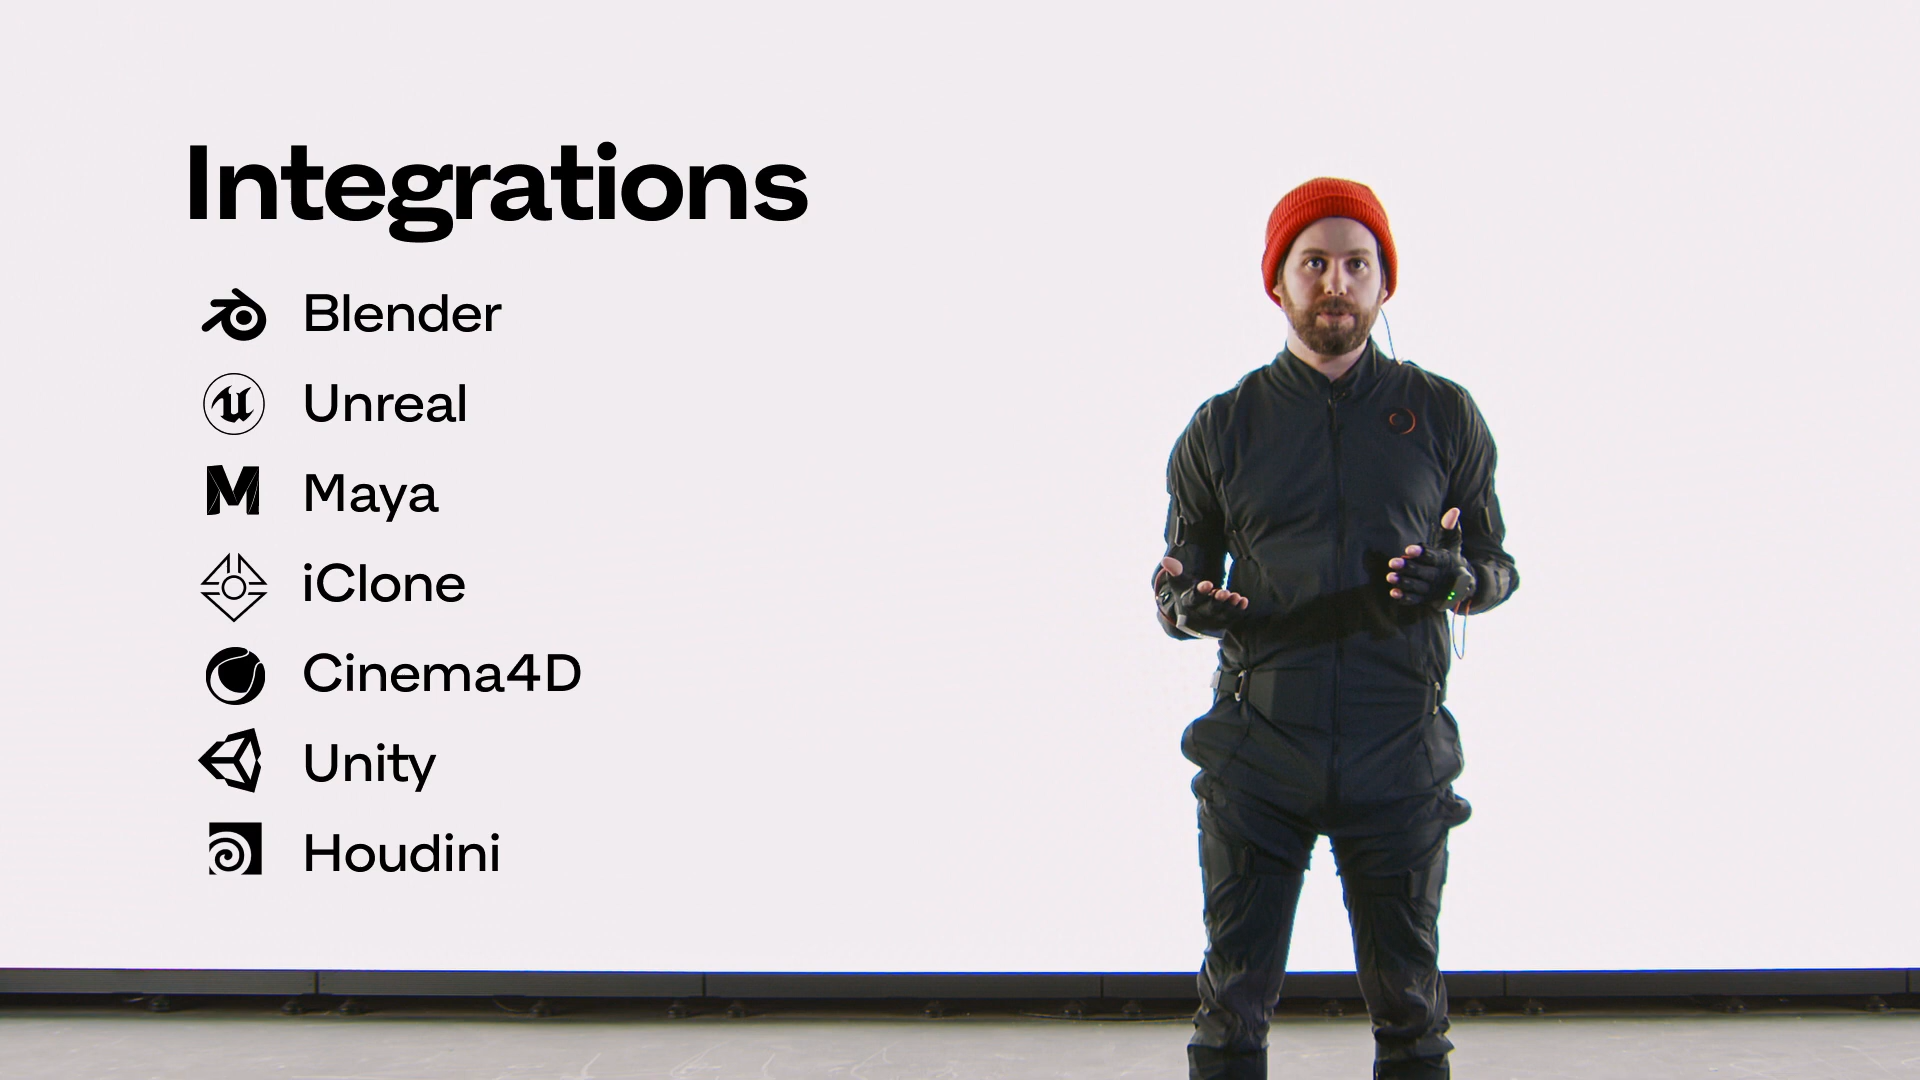 Integrations
Blender
Unreal
Maya
iClone
Cinema4D
Unity
Houdini